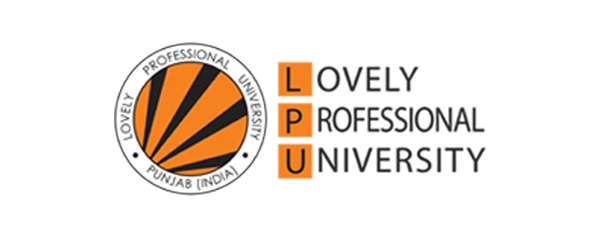 LOVELY PROFESSIONAL UNIVERSITY
• PUNJAB (INDIA) •
LOVELY
PROFESSIONAL
UNIVERSITY